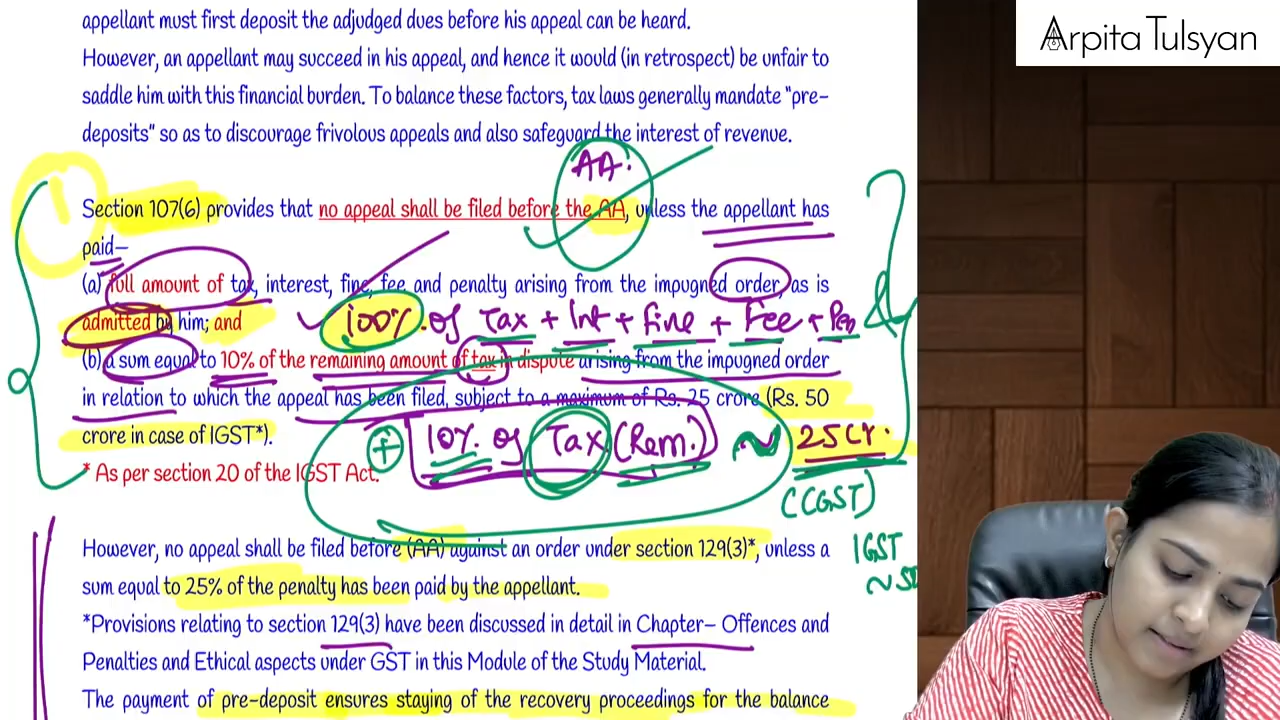 appellant must first deposit the adjudged dues before his appeal can be heard.
Arpita Tulsyan
However, an appellant may succeed in his appeal, and hence it would (in retrospect) be unfair to
saddle him with this financial burden. To balance these factors, tax laws generally mandate “pre-
deposits” so as to discourage frivolous appeals and also safeguard the interest of revenue.
AA.
Section 107(6) provides that no appeal shall be filed before the AA, unless the appellant has
paid–
(a) full amount of tax, interest, fine, fee and penalty arising from the impugned order, as is
admitted by him; and
100% of Tax + Int + Fine + Fee + Pen
(b) a sum equal to 10% of the remaining amount of tax in dispute arising from the impugned order
in relation to which the appeal has been filed, subject to a maximum of Rs. 25 crore (Rs. 50
crore in case of IGST*).
+ 10% of Tax (Rem.) ~ 25 Cr.
* As per section 20 of the IGST Act.
(CGST)
However, no appeal shall be filed before (AA) against an order under section 129(3)*, unless a
IGST
sum equal to 25% of the penalty has been paid by the appellant.
*Provisions relating to section 129(3) have been discussed in detail in Chapter– Offences and
Penalties and Ethical aspects under GST in this Module of the Study Material.
The payment of pre-deposit ensures staying of the recovery proceedings for the balance